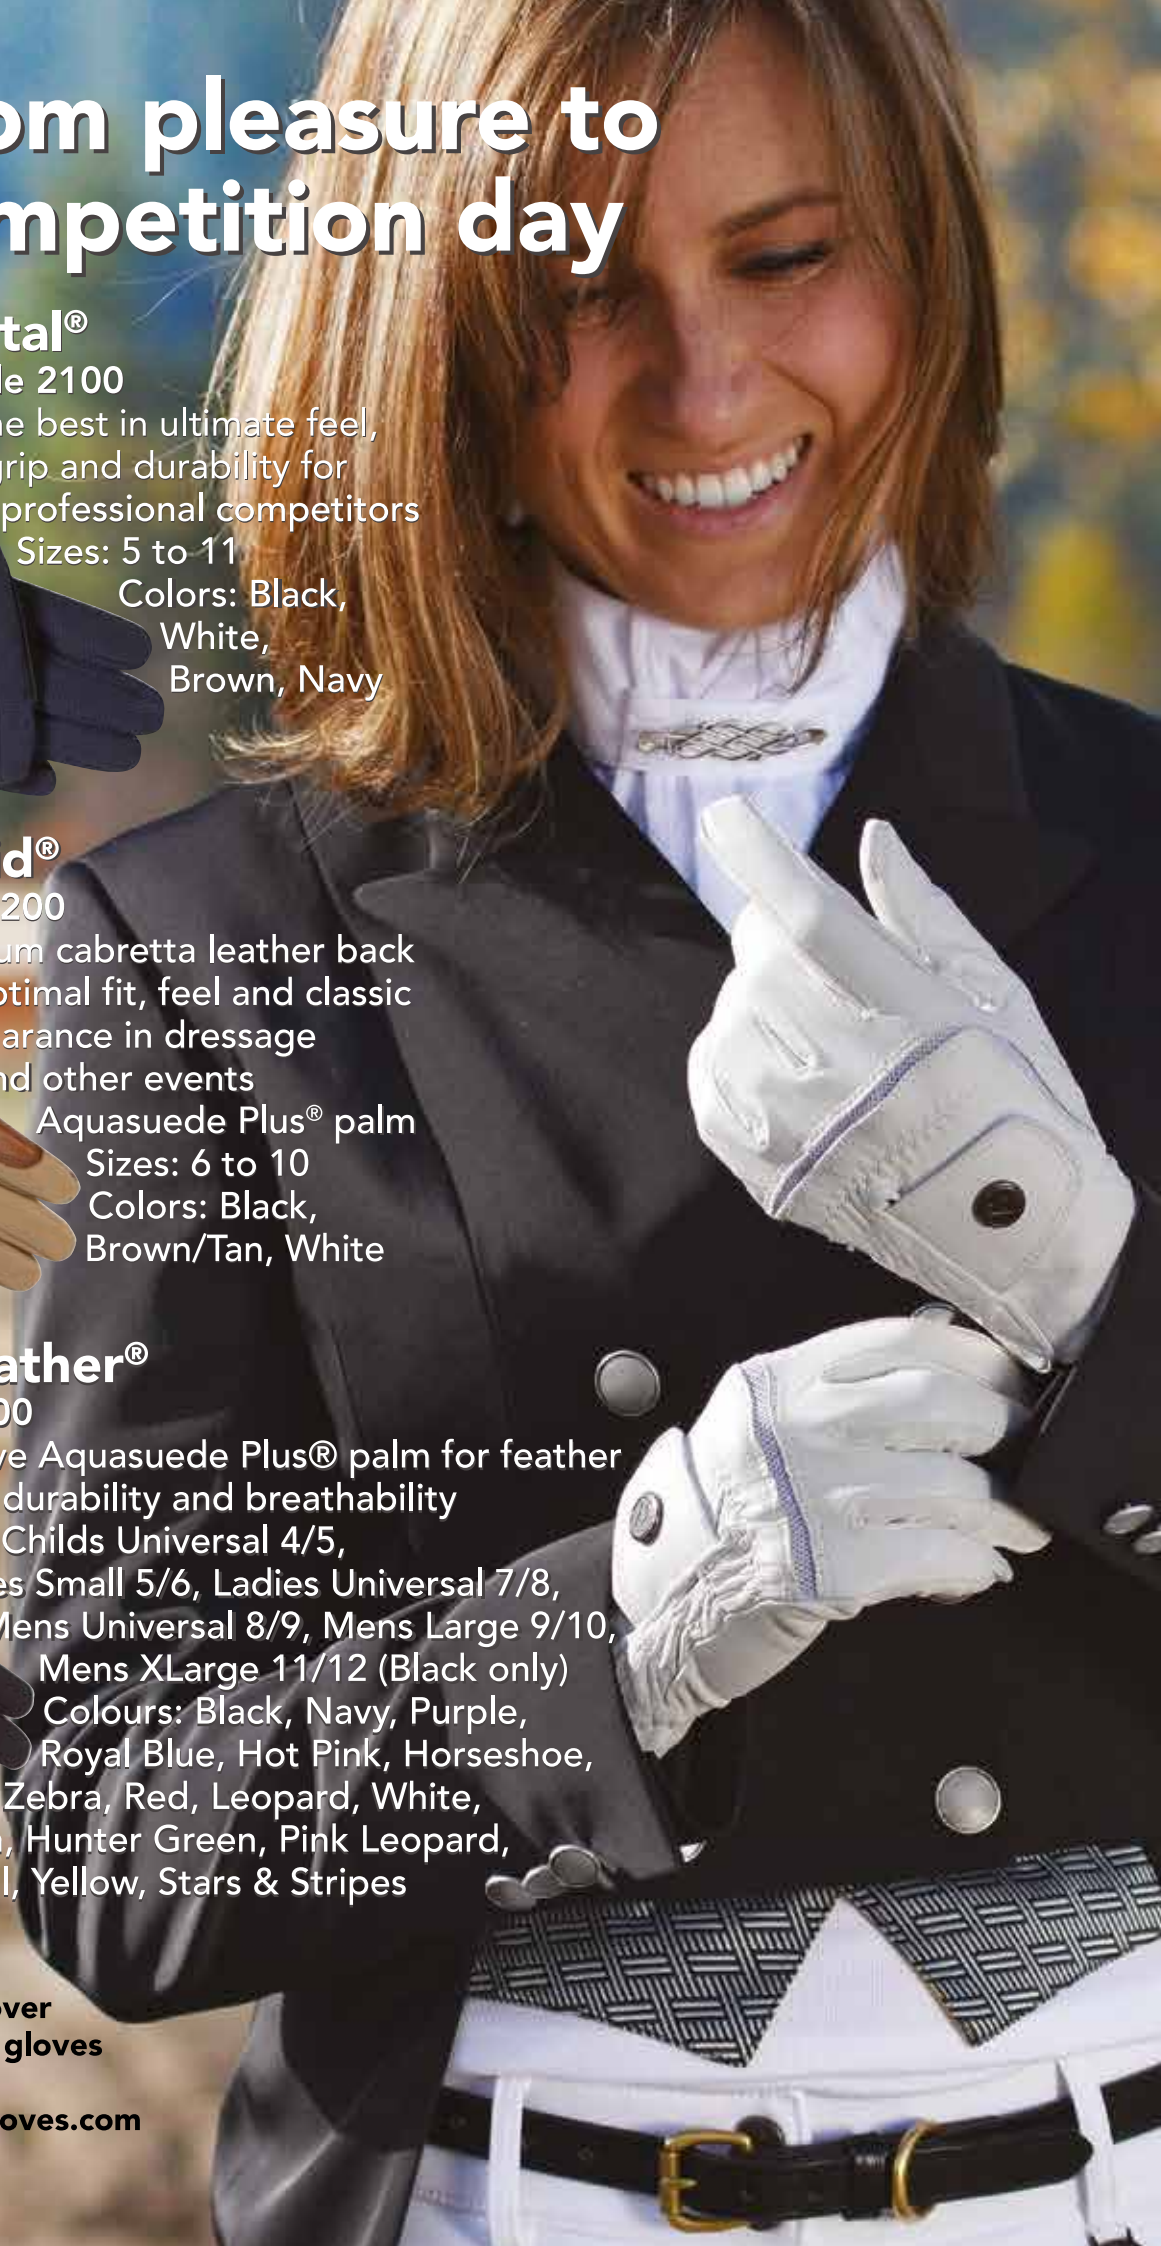 om pleasure to
mpetition day
tal®
le 2100
he best in ultimate feel,
grip and durability for
professional competitors
Sizes: 5 to 11
Colors: Black,
White,
Brown, Navy
d®
200
um cabretta leather back
ptimal fit, feel and classic
arance in dressage
nd other events
Aquasuede Plus® palm
Sizes: 6 to 10
Colors: Black,
Brown/Tan, White
ather®
00
ve Aquasuede Plus® palm for feather
durability and breathability
Childs Universal 4/5,
es Small 5/6, Ladies Universal 7/8,
Mens Universal 8/9, Mens Large 9/10,
Mens XLarge 11/12 (Black only)
Colours: Black, Navy, Purple,
Royal Blue, Hot Pink, Horseshoe,
Zebra, Red, Leopard, White,
, Hunter Green, Pink Leopard,
l, Yellow, Stars & Stripes
over
gloves
oves.com